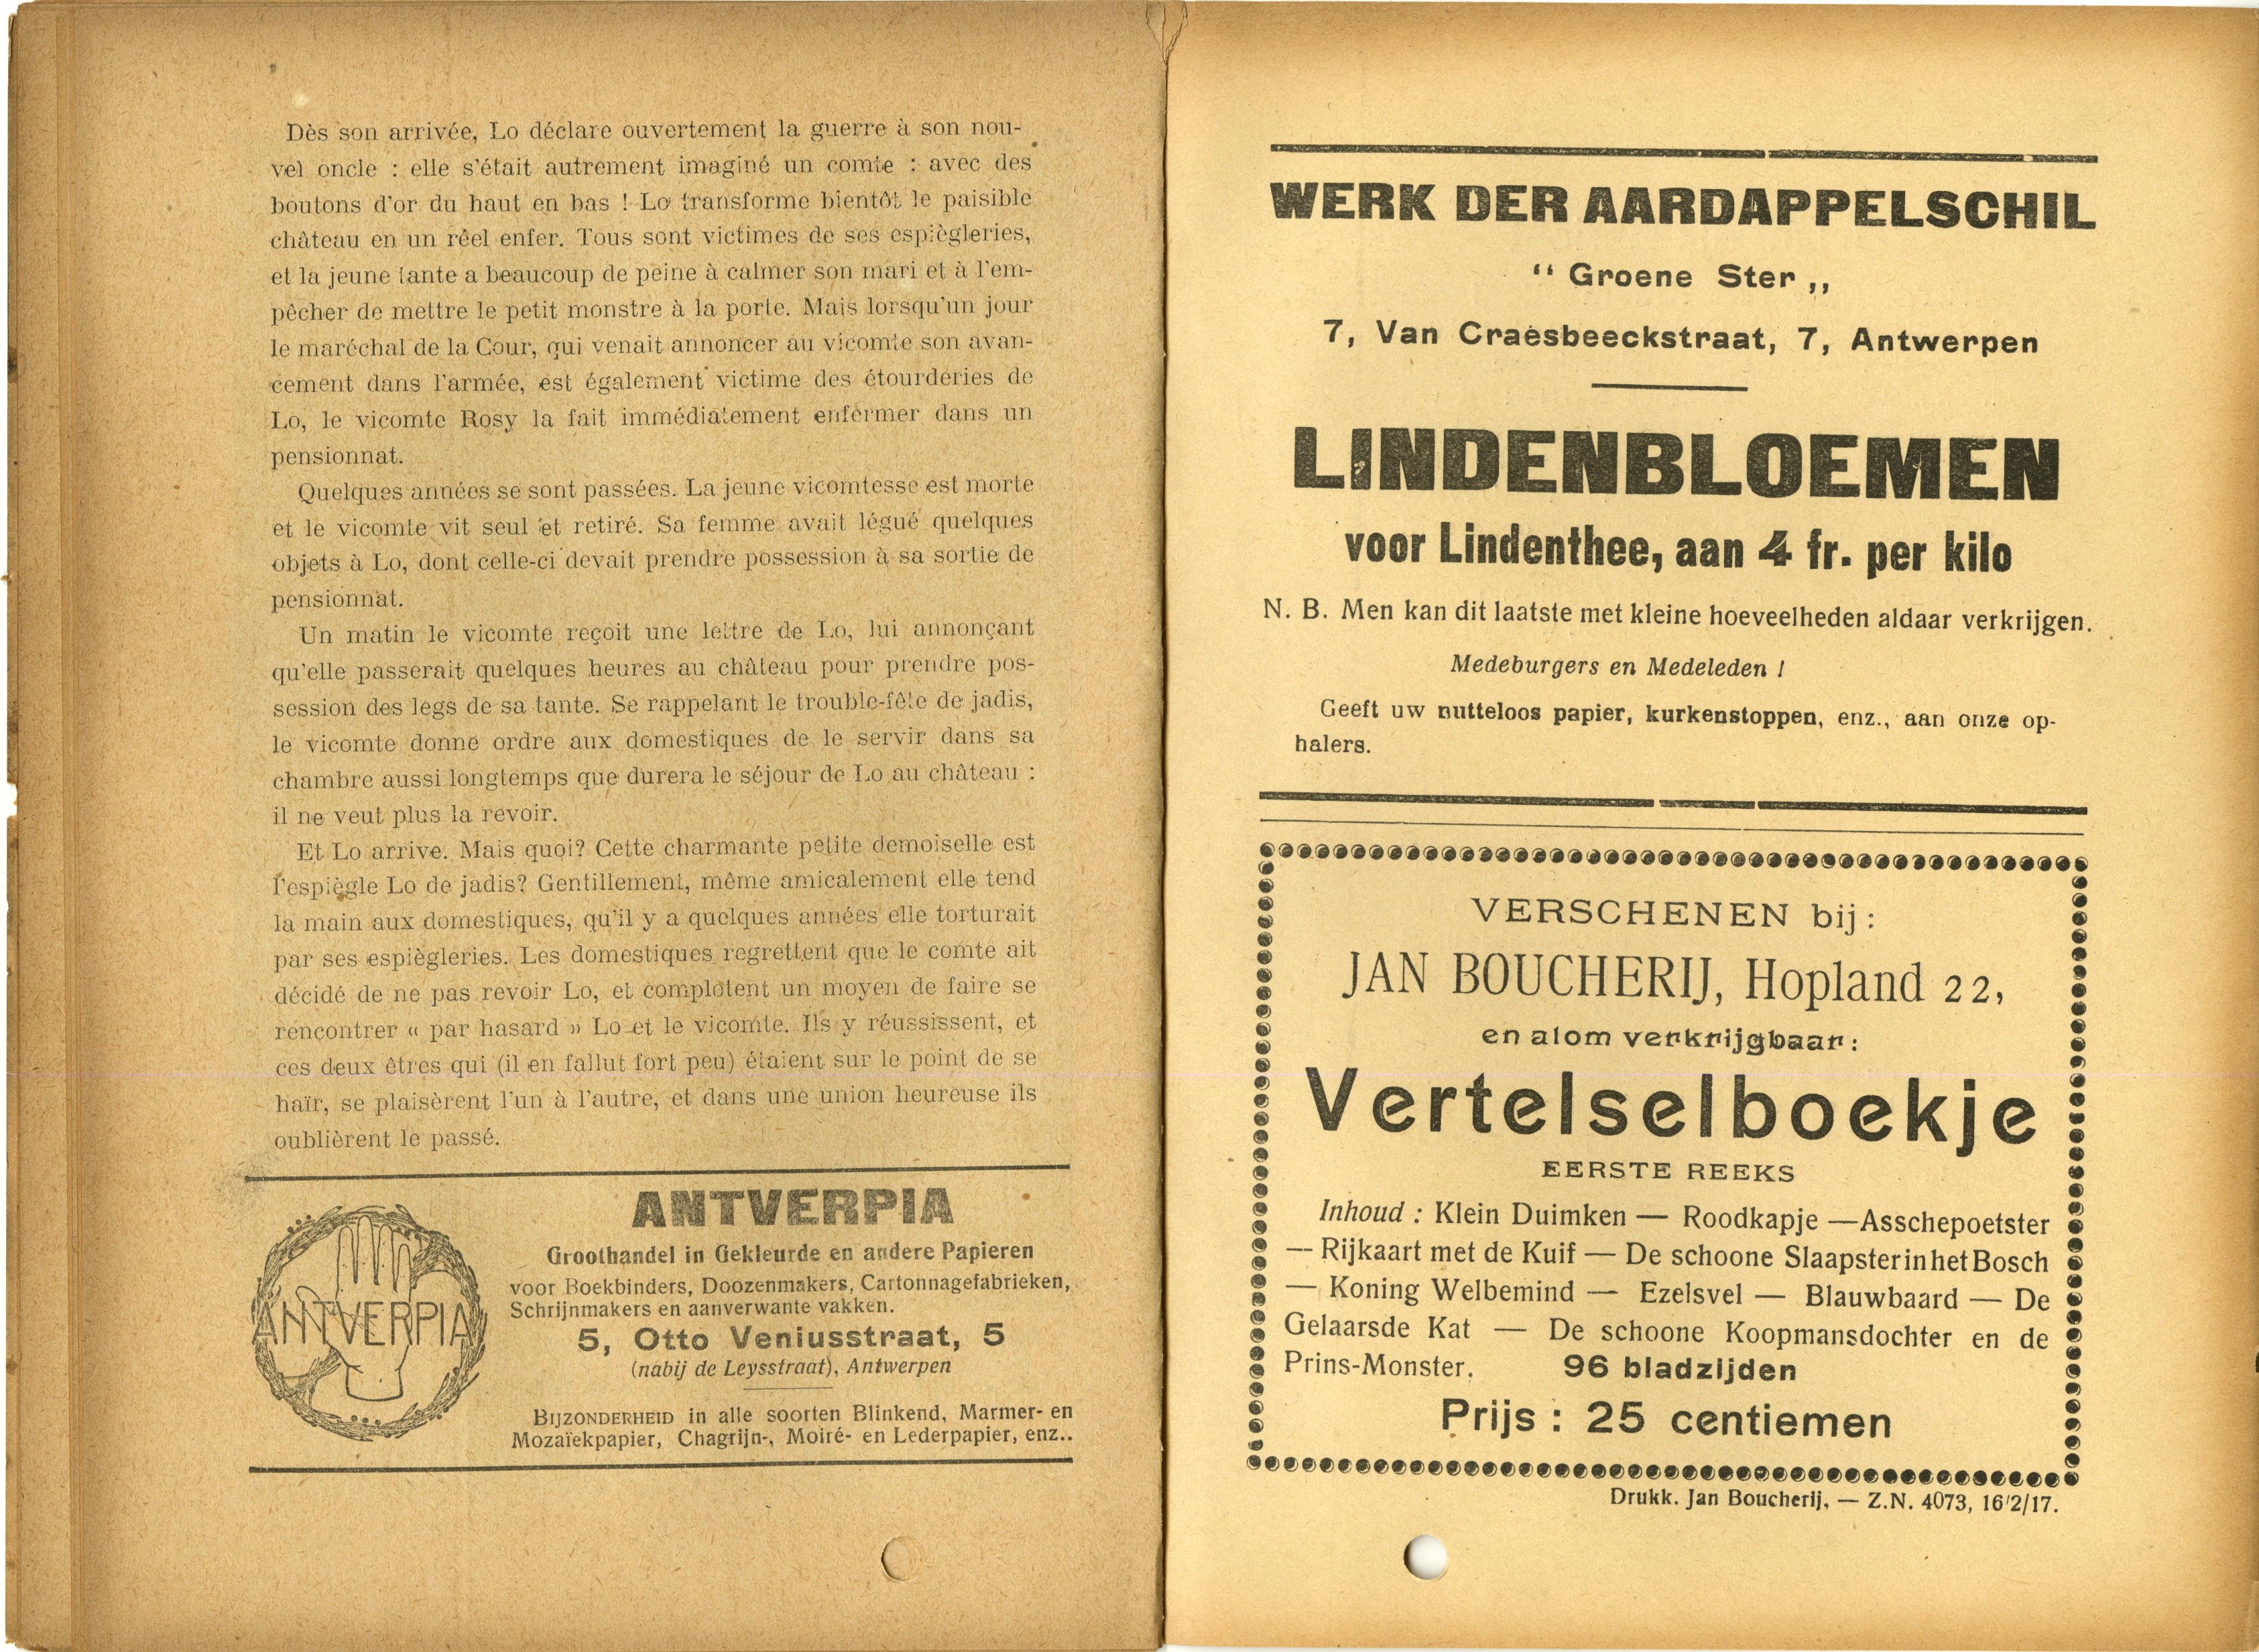 Dès son arrivée, Lo déclare ouvertement la guerre à son nou-
vel oncle : elle s'était autrement imaginé un comte : avec des
boutons d'or du haut en bas ! Lo transforme bientôt le paisible
château en un réel enfer. Tous sont victimes de ses espiègleries,
et la jeune tante a beaucoup de peine à calmer son mari et à l'em-
pêcher de mettre le petit monstre à la porte. Mais lorsqu'un jour
le maréchal de la Cour, qui venait annoncer au vicomte son avan-
cement dans l'armée, est également victime des étourderies de
Lo, le vicomte Rosy la fait immédiatement enfermer dans un
pensionnat.
Quelques années se sont passées. La jeune vicomtesse est morte
et le vicomte vit seul et retiré. Sa femme avait légué quelques
objets à Lo, dont celle-ci devait prendre possession à sa sortie de
pensionnat.
Un matin le vicomte reçoit une lettre de Lo, lui annonçant
qu'elle passerait quelques heures au château pour prendre pos-
session des legs de sa tante. Se rappelant le trouble-fête de jadis,
le vicomte donne ordre aux domestiques de le servir dans sa
chambre aussi longtemps que durera le séjour de Lo au château :
il ne veut plus la revoir.
Et Lo arrive. Mais quoi? Cette charmante petite demoiselle est
l'espiègle Lo de jadis? Gentillement, même amicalement elle tend
la main aux domestiques, qu'il y a quelques années elle torturait
par ses espiègleries. Les domestiques regrettent que le comte ait
décidé de ne pas revoir Lo, et complotent un moyen de faire se
rencontrer « par hasard » Lo et le vicomte. Ils y réussissent, et
ces deux êtres qui (il en fallut fort peu) étaient sur le point de se
haïr, se plaisèrent l'un à l'autre, et dans une union heureuse ils
oublièrent le passé.
ANTVERPIA
ANTVERPIA
Groothandel in Gekleurde en andere Papieren
voor Boekbinders, Doozenmakers, Cartonnagefabrieken,
Schrijnmakers en aanverwante vakken.
5, Otto Veniusstraat, 5
(nabij de Leysstraat), Antwerpen
BIJZONDERHEID in alle soorten Blinkend, Marmer- en
Mozaïekpapier, Chagrijn-, Moiré- en Lederpapier, enz..
WERK DER AARDAPPELSCHIL
“ Groene Ster ,,
7, Van Craesbeeckstraat, 7, Antwerpen
LINDENBLOEMEN
voor Lindenthee, aan 4 fr. per kilo
N. B. Men kan dit laatste met kleine hoeveelheden aldaar verkrijgen.
Medeburgers en Medeleden !
Geeft uw nutteloos papier, kurkenstoppen, enz., aan onze op-
halers.
VERSCHENEN bij :
JAN BOUCHERIJ, Hopland 22,
en alom verkrijgbaar :
Vertelselboekje
EERSTE REEKS
Inhoud : Klein Duimken — Roodkapje —Asschepoetster
— Rijkaart met de Kuif — De schoone Slaapster in het Bosch
— Koning Welbemind — Ezelsvel — Blauwbaard — De
Gelaarsde Kat — De schoone Koopmansdochter en de
Prins-Monster. 96 bladzijden
Prijs : 25 centiemen
Drukk. Jan Boucherij, — Z.N. 4073, 16/2/17.